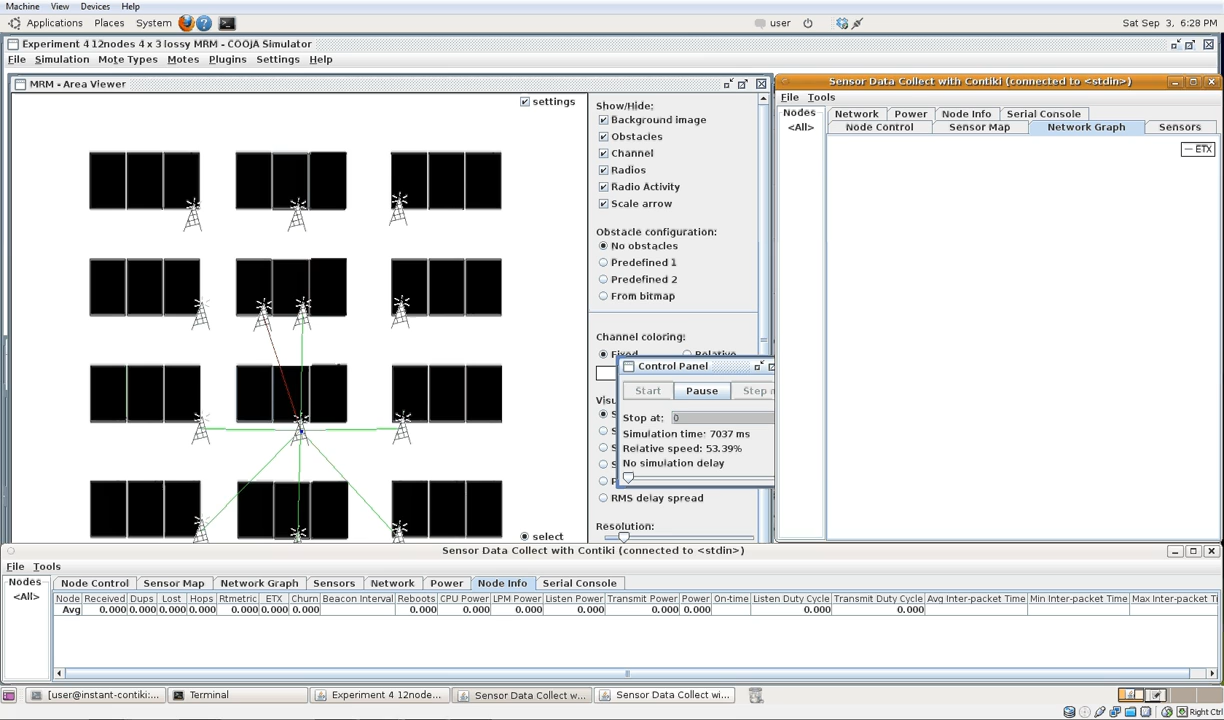 Machine View Devices Help
Applications Places System user Sat Sep 3, 6:28 PM
Experiment 4 12nodes 4 x 3 lossy MRM - COOJA Simulator
File Simulation Mote Types Motes Plugins Settings Help
MRM - Area Viewer
settings
Show/Hide:
Background image
Obstacles
Channel
Radios
Radio Activity
Scale arrow
Obstacle configuration:
No obstacles
Predefined 1
Predefined 2
From bitmap
Channel coloring:
Fixed Relative
RMS delay spread
Resolution:
select
Control Panel
Start Pause Step
Stop at: 0
Simulation time: 7037 ms
Relative speed: 53.39%
No simulation delay
Sensor Data Collect with Contiki (connected to <stdin>)
File Tools
Nodes
<All>
Network Power Node Info Serial Console
Node Control Sensor Map Network Graph Sensors
ETX
Sensor Data Collect with Contiki (connected to <stdin>)
File Tools
Nodes
<All>
Node Control Sensor Map Network Graph Sensors Network Power Node Info Serial Console
Node Received Dups Lost Hops Rtmetric ETX Churn Beacon Interval Reboots CPU Power LPM Power Listen Power Transmit Power Power On-time Listen Duty Cycle Transmit Duty Cycle Avg Inter-packet Time Min Inter-packet Time Max Inter-packet Ti
Avg 0.000 0.000 0.000 0.000 0.000 0.000 0.000 0.000 0.000 0.000 0.000 0.000 0.000 0.000 0.000
[user@instant-contiki:... Terminal Experiment 4 12node... Sensor Data Collect w... Sensor Data Collect wi...
Right Ctrl